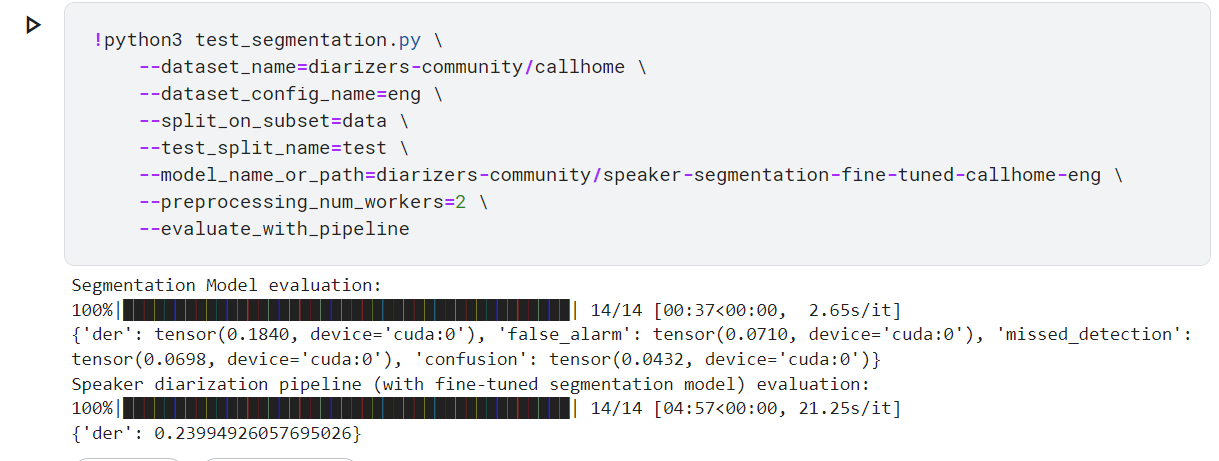 !python3 test_segmentation.py \
--dataset_name=diarizers-community/callhome \
--dataset_config_name=eng \
--split_on_subset=data \
--test_split_name=test \
--model_name_or_path=diarizers-community/speaker-segmentation-fine-tuned-callhome-eng \
--preprocessing_num_workers=2 \
--evaluate_with_pipeline
Segmentation Model evaluation:
100%|██████████████████████████████████████████| 14/14 [00:37<00:00,  2.65s/it]
{'der': tensor(0.1840, device='cuda:0'), 'false_alarm': tensor(0.0710, device='cuda:0'), 'missed_detection':
tensor(0.0698, device='cuda:0'), 'confusion': tensor(0.0432, device='cuda:0')}
Speaker diarization pipeline (with fine-tuned segmentation model) evaluation:
100%|██████████████████████████████████████████| 14/14 [04:57<00:00, 21.25s/it]
{'der': 0.23994926057695026}